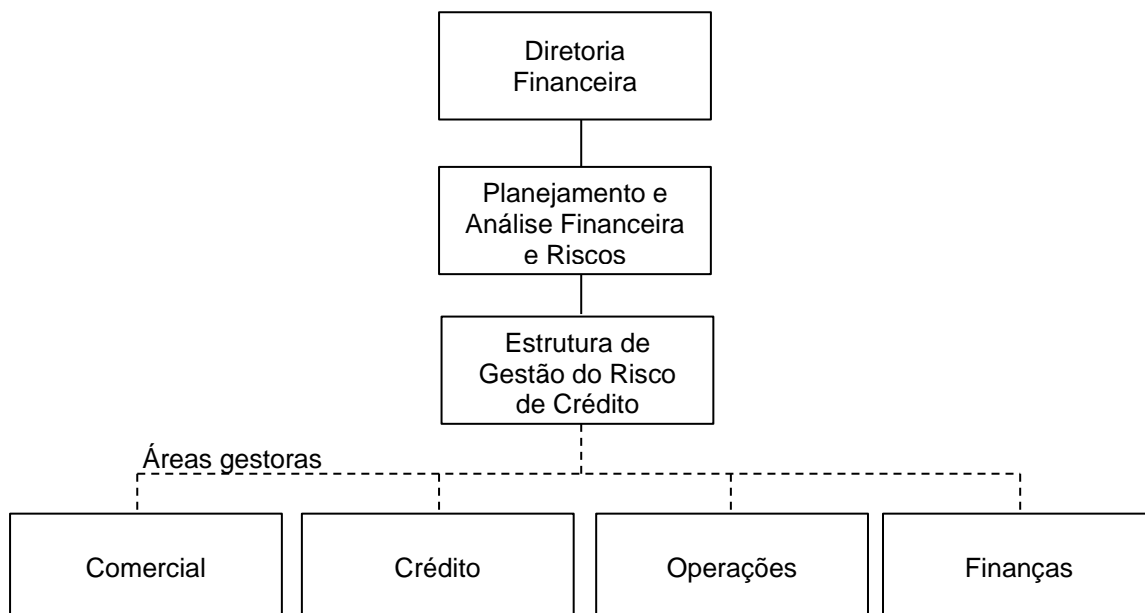 Diretoria
Financeira
Planejamento e
Análise Financeira
e Riscos
Estrutura de
Gestão do Risco
de Crédito
Áreas gestoras
Comercial
Crédito
Operações
Finanças